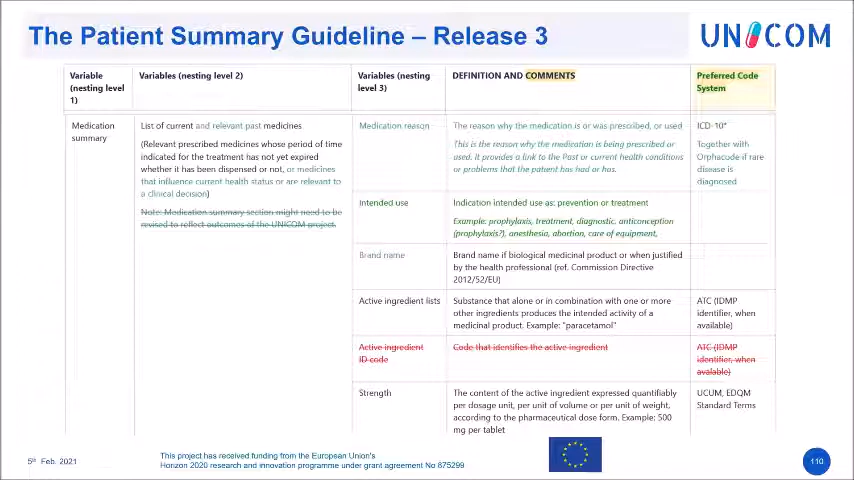 The Patient Summary Guideline – Release 3
UNICOM
Variable
(nesting level
1)
Variables (nesting level 2)
Variables (nesting
level 3)
DEFINITION AND COMMENTS
Preferred Code
System
Medication
summary
List of current and relevant past medicines
(Relevant prescribed medicines whose period of time
indicated for the treatment has not yet expired
whether it has been dispensed or not, or medicines
that influence current health status or are relevant to
a clinical decision)
Note: Medication summary section might need to be
revised to reflect outcomes of the UNICOM project.
Medication reason
The reason why the medication is or was prescribed, or used
This is the reason why the medication is being prescribed or
used. It provides a link to the Past or current health conditions
or problems that the patient has had or has.
ICD-10*
Together with
Orphacode if rare
disease is
diagnosed
Intended use
Indication intended use as: prevention or treatment
Example: prophylaxis, treatment, diagnostic, anticonception
(prophylaxis?), anesthesia, abortion, care of equipment,
Brand name
Brand name if biological medicinal product or when justified
by the health professional (ref. Commission Directive
2012/52/EU)
Active ingredient lists
Substance that alone or in combination with one or more
other ingredients produces the intended activity of a
medicinal product. Example: "paracetamol"
ATC (IDMP
identifier, when
available)
Active ingredient
ID code
Code that identifies the active ingredient
ATC (IDMP
identifier, when
available)
Strength
The content of the active ingredient expressed quantifiably
per dosage unit, per unit of volume or per unit of weight,
according to the pharmaceutical dose form. Example: 500
mg per tablet
UCUM, EDQM
Standard Terms
5th Feb. 2021
This project has received funding from the European Union's
Horizon 2020 research and innovation programme under grant agreement No 875299
110